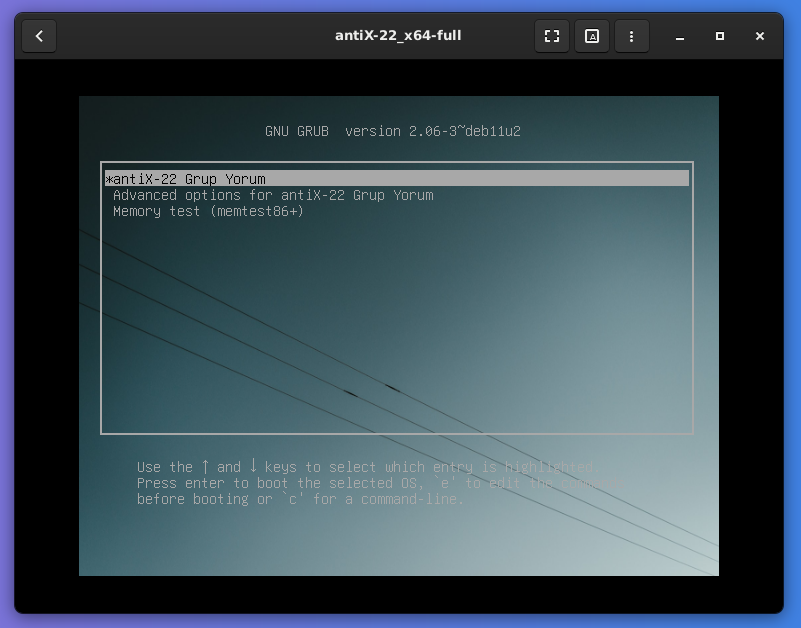 antiX-22_x64-full
GNU GRUB  version 2.06-3~deb11u2
*antiX-22 Grup Yorum
Advanced options for antiX-22 Grup Yorum
Memory test (memtest86+)
Use the ↑ and ↓ keys to select which entry is highlighted.
Press enter to boot the selected OS, `e' to edit the commands
before booting or `c' for a command-line.